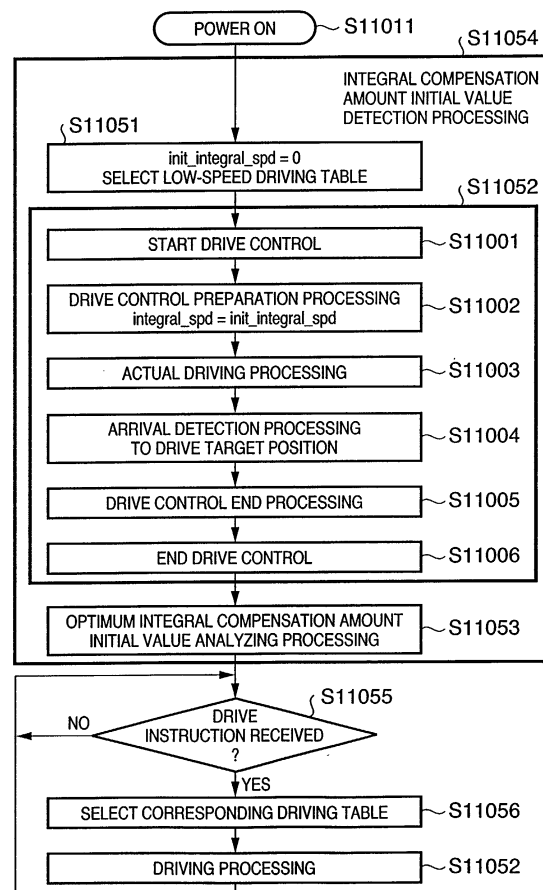 POWER ON
S11011
S11054
INTEGRAL COMPENSATION
AMOUNT INITIAL VALUE
DETECTION PROCESSING
S11051
init_integral_spd = 0
SELECT LOW-SPEED DRIVING TABLE
S11052
START DRIVE CONTROL
S11001
DRIVE CONTROL PREPARATION PROCESSING
integral_spd = init_integral_spd
S11002
ACTUAL DRIVING PROCESSING
S11003
ARRIVAL DETECTION PROCESSING
TO DRIVE TARGET POSITION
S11004
DRIVE CONTROL END PROCESSING
S11005
END DRIVE CONTROL
S11006
OPTIMUM INTEGRAL COMPENSATION AMOUNT
INITIAL VALUE ANALYZING PROCESSING
S11053
S11055
NO
DRIVE
INSTRUCTION RECEIVED
?
YES
SELECT CORRESPONDING DRIVING TABLE
S11056
DRIVING PROCESSING
S11052